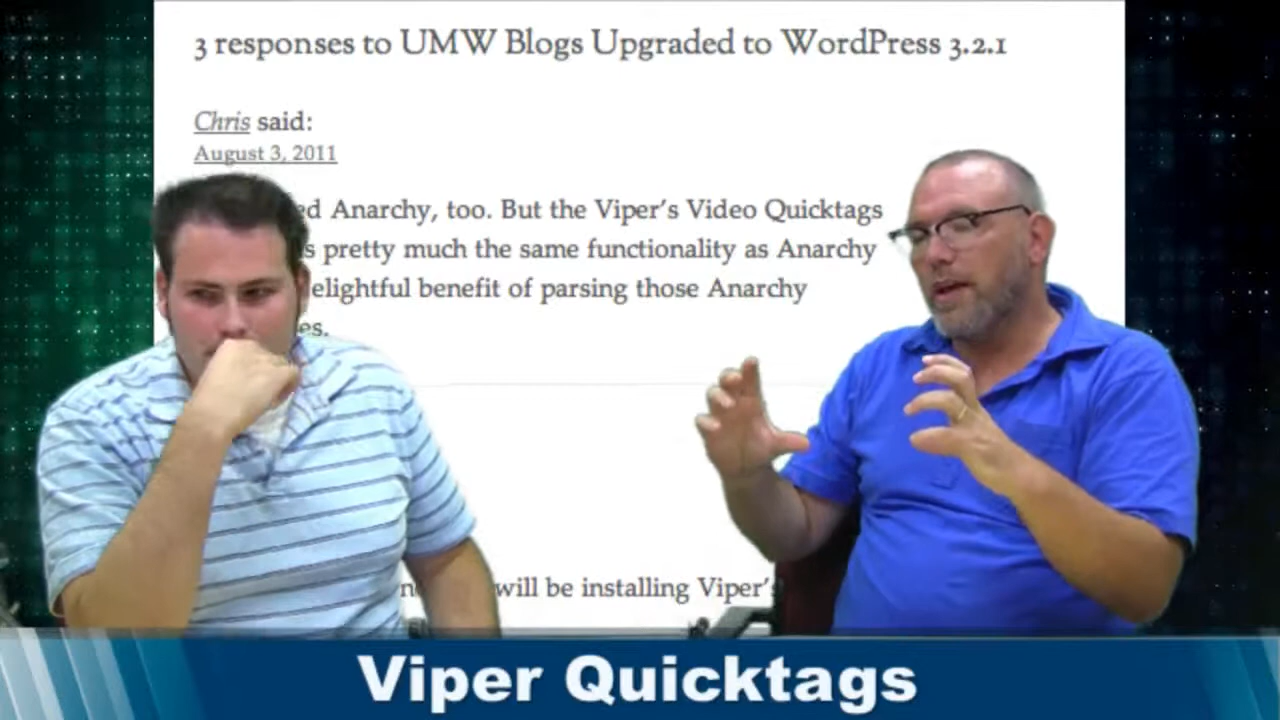 3 responses to UMW Blogs Upgraded to WordPress 3.2.1
Chris said:
August 3, 2011
ed Anarchy, too. But the Viper's Video Quicktags
s pretty much the same functionality as Anarchy
elightful benefit of parsing those Anarchy
es.
will be installing Viper's
Viper Quicktags